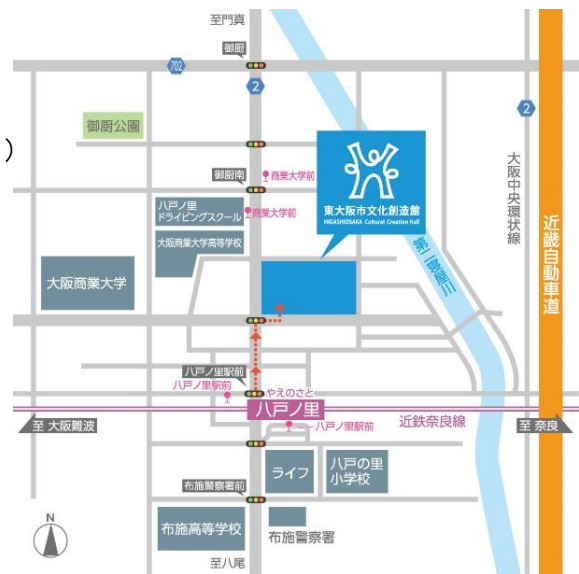 至門真
御厨
702
2
御厨公園
)
2
御厨南
商業大学前
八戸ノ里
ドライビングスクール
商業大学前
大阪商業大学高等学校
大阪商業大学
東大阪市文化創造館
HIGASHIOSAKA Cultural Creation Hall
大阪中央環状線
近畿自動車道
第二寝屋川
八戸ノ里駅前
八戸ノ里駅前
やえのさと
八戸ノ里
近鉄奈良線
至 大阪難波
至 奈良
八戸ノ里駅前
ライフ
八戸の里
小学校
布施警察署前
布施高等学校
布施警察署
N
至八尾